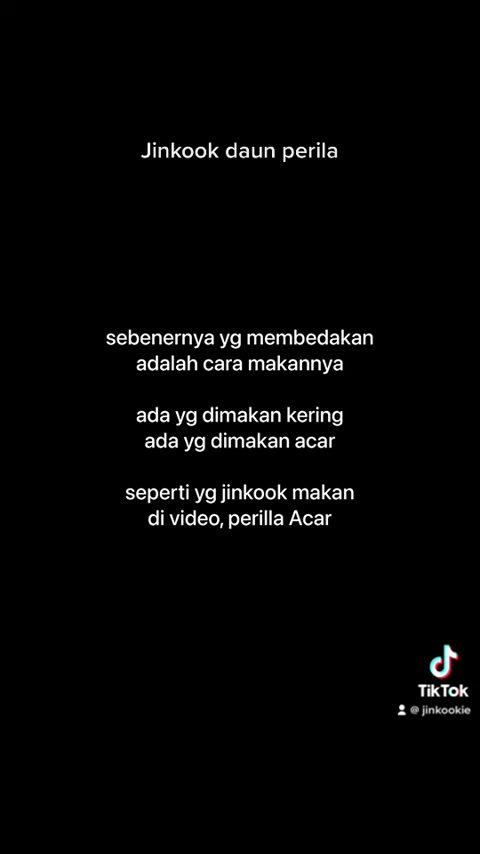 Jinkook daun perila
sebenernya yg membedakan
adalah cara makannya
ada yg dimakan kering
ada yg dimakan acar
seperti yg jinkook makan
di video, perilla Acar
TikTok
@ jinkookie